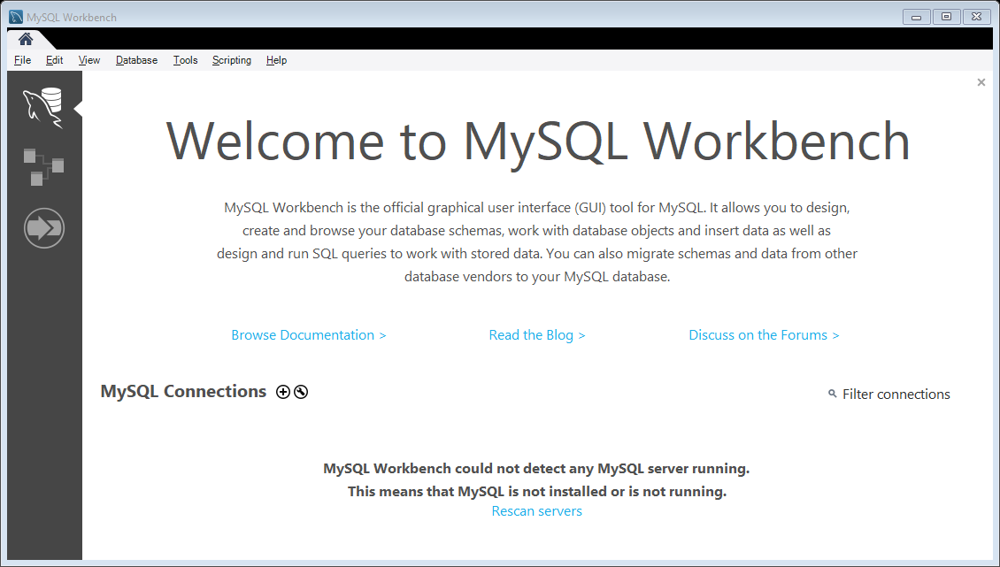 MySQL Workbench
File Edit View Database Tools Scripting Help
Welcome to MySQL Workbench
MySQL Workbench is the official graphical user interface (GUI) tool for MySQL. It allows you to design,
create and browse your database schemas, work with database objects and insert data as well as
design and run SQL queries to work with stored data. You can also migrate schemas and data from other
database vendors to your MySQL database.
Browse Documentation > Read the Blog > Discuss on the Forums >
MySQL Connections Filter connections
MySQL Workbench could not detect any MySQL server running.
This means that MySQL is not installed or is not running.
Rescan servers